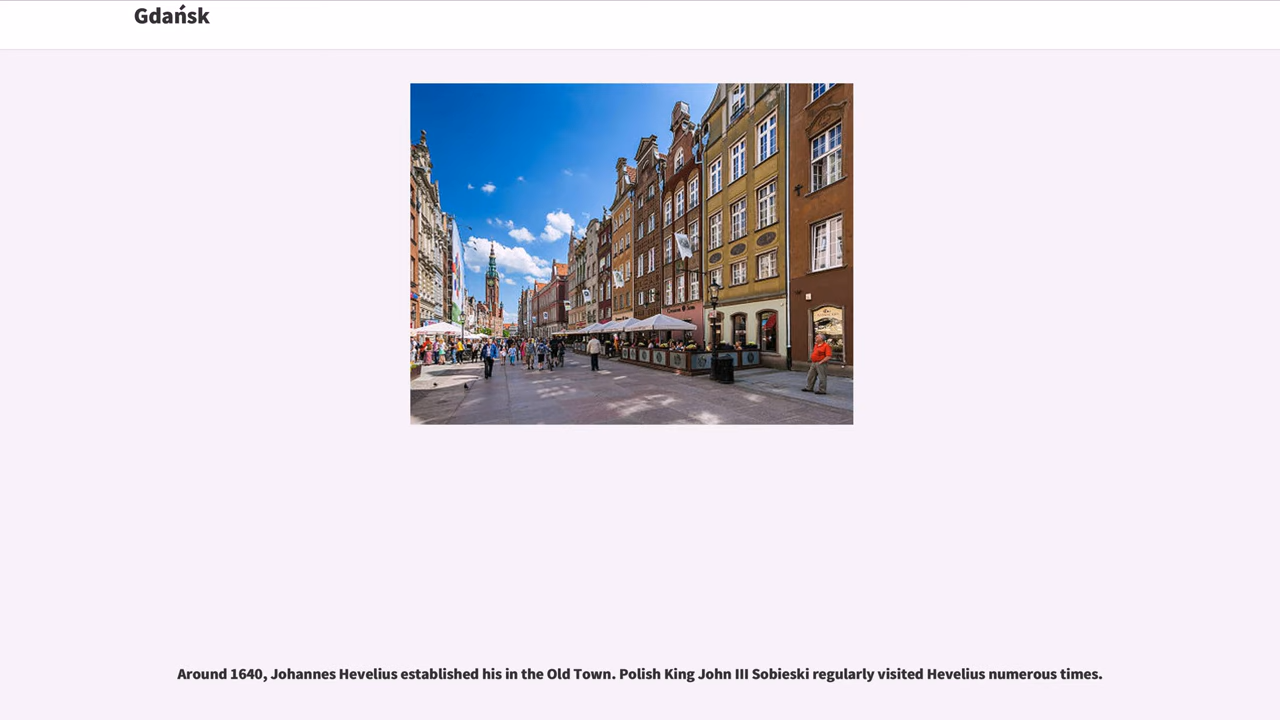 Gdańsk
Around 1640, Johannes Hevelius established his in the Old Town. Polish King John III Sobieski regularly visited Hevelius numerous times.